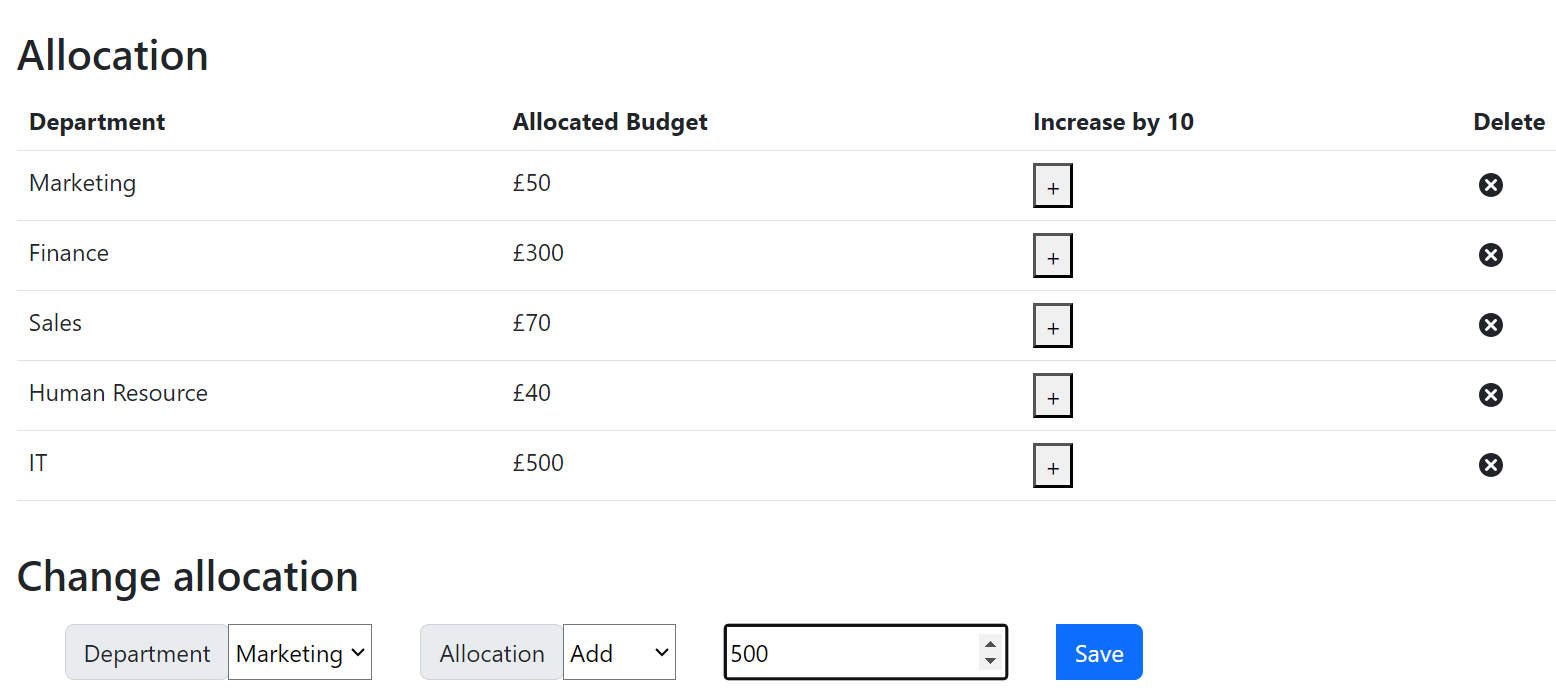 Allocation
Department Allocated Budget Increase by 10 Delete
Marketing £50 +
Finance £300 +
Sales £70 +
Human Resource £40 +
IT £500 +
Change allocation
Department Marketing Allocation Add 500 Save